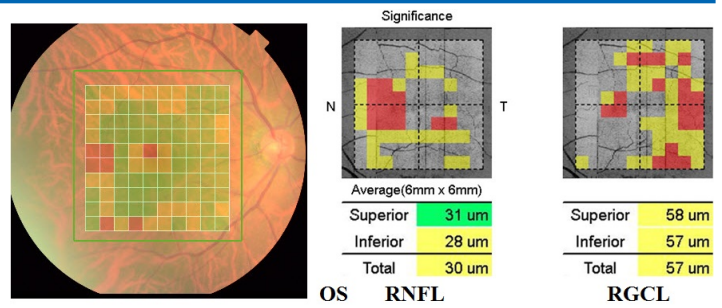 Significance
N
T
Average(6mm x 6mm)
Superior 31 um
Inferior 28 um
Total 30 um
Superior 58 um
Inferior 57 um
Total 57 um
OS RNFL RGCL